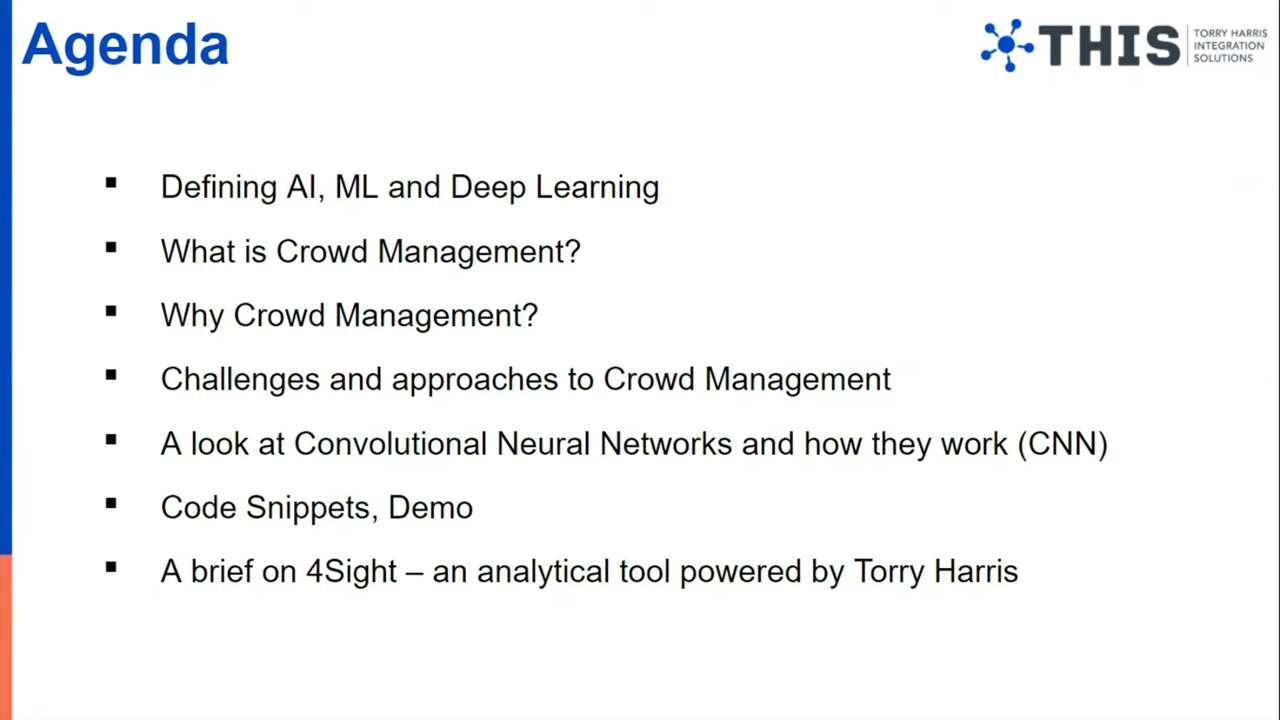 Agenda
THIS
TORRY HARRIS
INTEGRATION
SOLUTIONS
Defining AI, ML and Deep Learning
What is Crowd Management?
Why Crowd Management?
Challenges and approaches to Crowd Management
A look at Convolutional Neural Networks and how they work (CNN)
Code Snippets, Demo
A brief on 4Sight – an analytical tool powered by Torry Harris